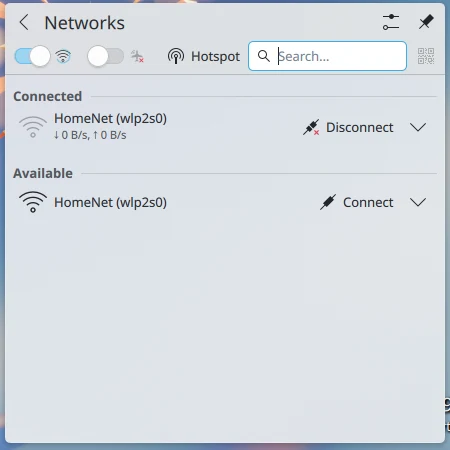 Networks
Hotspot Search...
Connected
HomeNet (wlp2s0)
↓ 0 B/s, ↑ 0 B/s
Disconnect
Available
HomeNet (wlp2s0)
Connect